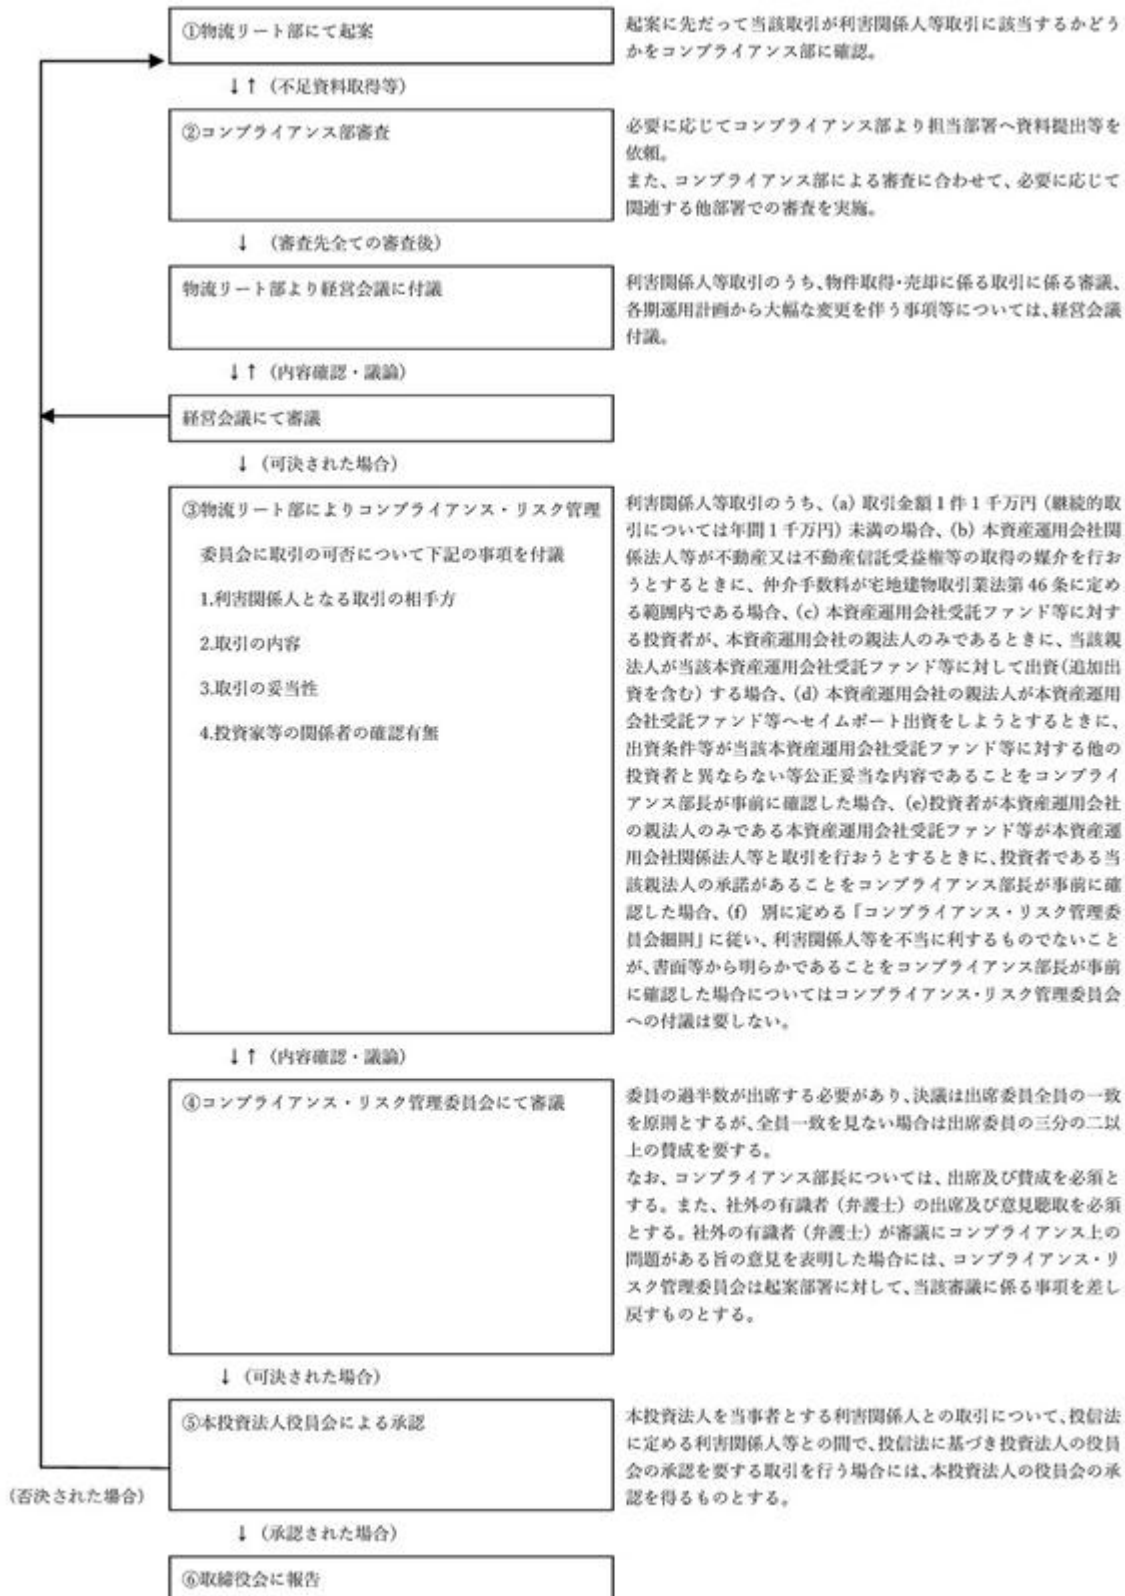 ①物流リート部にて起案
起案に先だって当該取引が利害関係人等取引に該当するかどう
かをコンプライアンス部に確認。
↓↑（不足資料取得等）
②コンプライアンス部審査
必要に応じてコンプライアンス部より担当部署へ資料提出等を
依頼。
また、コンプライアンス部による審査に合わせて、必要に応じて
関連する他部署での審査を実施。
↓ （審査先全ての審査後）
物流リート部より経営会議に付議
利害関係人等取引のうち、物件取得・売却に係る取引に係る審議、
各期運用計画から大幅な変更を伴う事項等については、経営会議
付議。
↓↑（内容確認・議論）
経営会議にて審議
↓（可決された場合）
③物流リート部によりコンプライアンス・リスク管理
委員会に取引の可否について下記の事項を付議
1.利害関係人となる取引の相手方
2.取引の内容
3.取引の妥当性
4.投資家等の関係者の確認有無
利害関係人等取引のうち、(a) 取引金額 1 件 1 千万円（継続的取
引については年間 1 千万円）未満の場合、(b) 本資産運用会社関
係法人等が不動産又は不動産信託受益権等の取得の媒介を行お
うとするときに、仲介手数料が宅地建物取引業法第 46 条に定め
る範囲内である場合、(c) 本資産運用会社受託ファンド等に対す
る投資者が、本資産運用会社の親法人のみであるときに、当該親
法人が当該本資産運用会社受託ファンド等に対して出資（追加出
資を含む）する場合、(d) 本資産運用会社の親法人が本資産運用
会社受託ファンド等へセイムボート出資をしようとするときに、
出資条件等が当該本資産運用会社受託ファンド等に対する他の
投資者と異ならない等公正妥当な内容であることをコンプライ
アンス部長が事前に確認した場合、(e)投資者が本資産運用会社
の親法人のみである本資産運用会社受託ファンド等が本資産運
用会社関係法人等と取引を行おうとするときに、投資者である当
該親法人の承諾があることをコンプライアンス部長が事前に確
認した場合、(f) 別に定める「コンプライアンス・リスク管理委
員会細則」に従い、利害関係人等を不当に利するものでないこと
が、書面等から明らかであることをコンプライアンス部長が事前
に確認した場合についてはコンプライアンス・リスク管理委員会
への付議は要しない。
↓↑（内容確認・議論）
④コンプライアンス・リスク管理委員会にて審議
委員の過半数が出席する必要があり、決議は出席委員全員の一致
を原則とするが、全員一致を見ない場合は出席委員の三分の二以
上の賛成を要する。
なお、コンプライアンス部長については、出席及び賛成を必須と
する。また、社外の有識者（弁護士）の出席及び意見聴取を必須
とする。社外の有識者（弁護士）が審議にコンプライアンス上の
問題がある旨の意見を表明した場合には、コンプライアンス・リ
スク管理委員会は起案部署に対して、当該審議に係る事項を差し
戻すものとする。
↓（可決された場合）
⑤本投資法人役員会による承認
本投資法人を当事者とする利害関係人との取引について、投信法
に定める利害関係人等との間で、投信法に基づき投資法人の役員
会の承認を要する取引を行う場合には、本投資法人の役員会の承
認を得るものとする。
（否決された場合）
↓（承認された場合）
⑥取締役会に報告